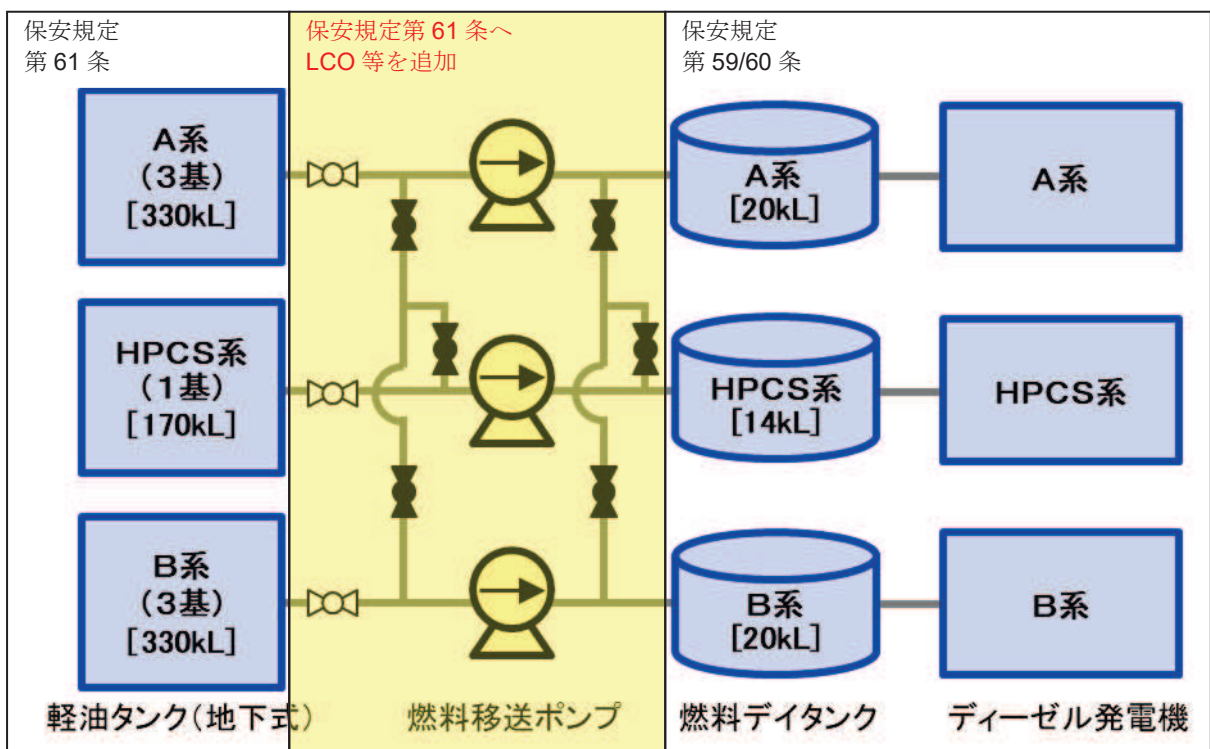 保安規定
第 61 条
保安規定第 61 条へ
LCO 等を追加
保安規定
第 59/60 条
A系
(3基)
[330kL]
A系
[20kL]
A系
HPCS系
(1基)
[170kL]
HPCS系
[14kL]
HPCS系
B系
(3基)
[330kL]
B系
[20kL]
B系
軽油タンク(地下式)
燃料移送ポンプ
燃料デイタンク
ディーゼル発電機